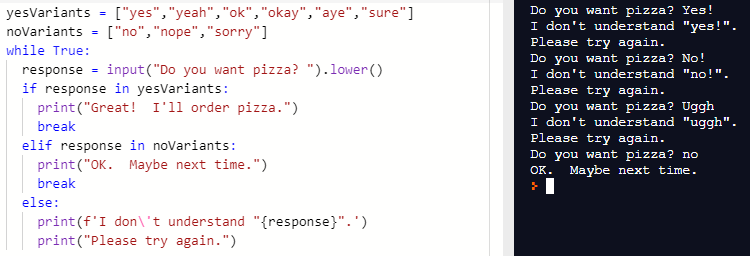 yesVariants = ["yes","yeah","ok","okay","aye","sure"]
noVariants = ["no","nope","sorry"]
while True:
  response = input("Do you want pizza? ").lower()
  if response in yesVariants:
    print("Great!  I'll order pizza.")
    break
  elif response in noVariants:
    print("OK.  Maybe next time.")
    break
  else:
    print(f'I don\'t understand "{response}".')
    print("Please try again.")
Do you want pizza? Yes!
I don't understand "yes!".
Please try again.
Do you want pizza? No!
I don't understand "no!".
Please try again.
Do you want pizza? Uggh
I don't understand "uggh".
Please try again.
Do you want pizza? no
OK.  Maybe next time.
>